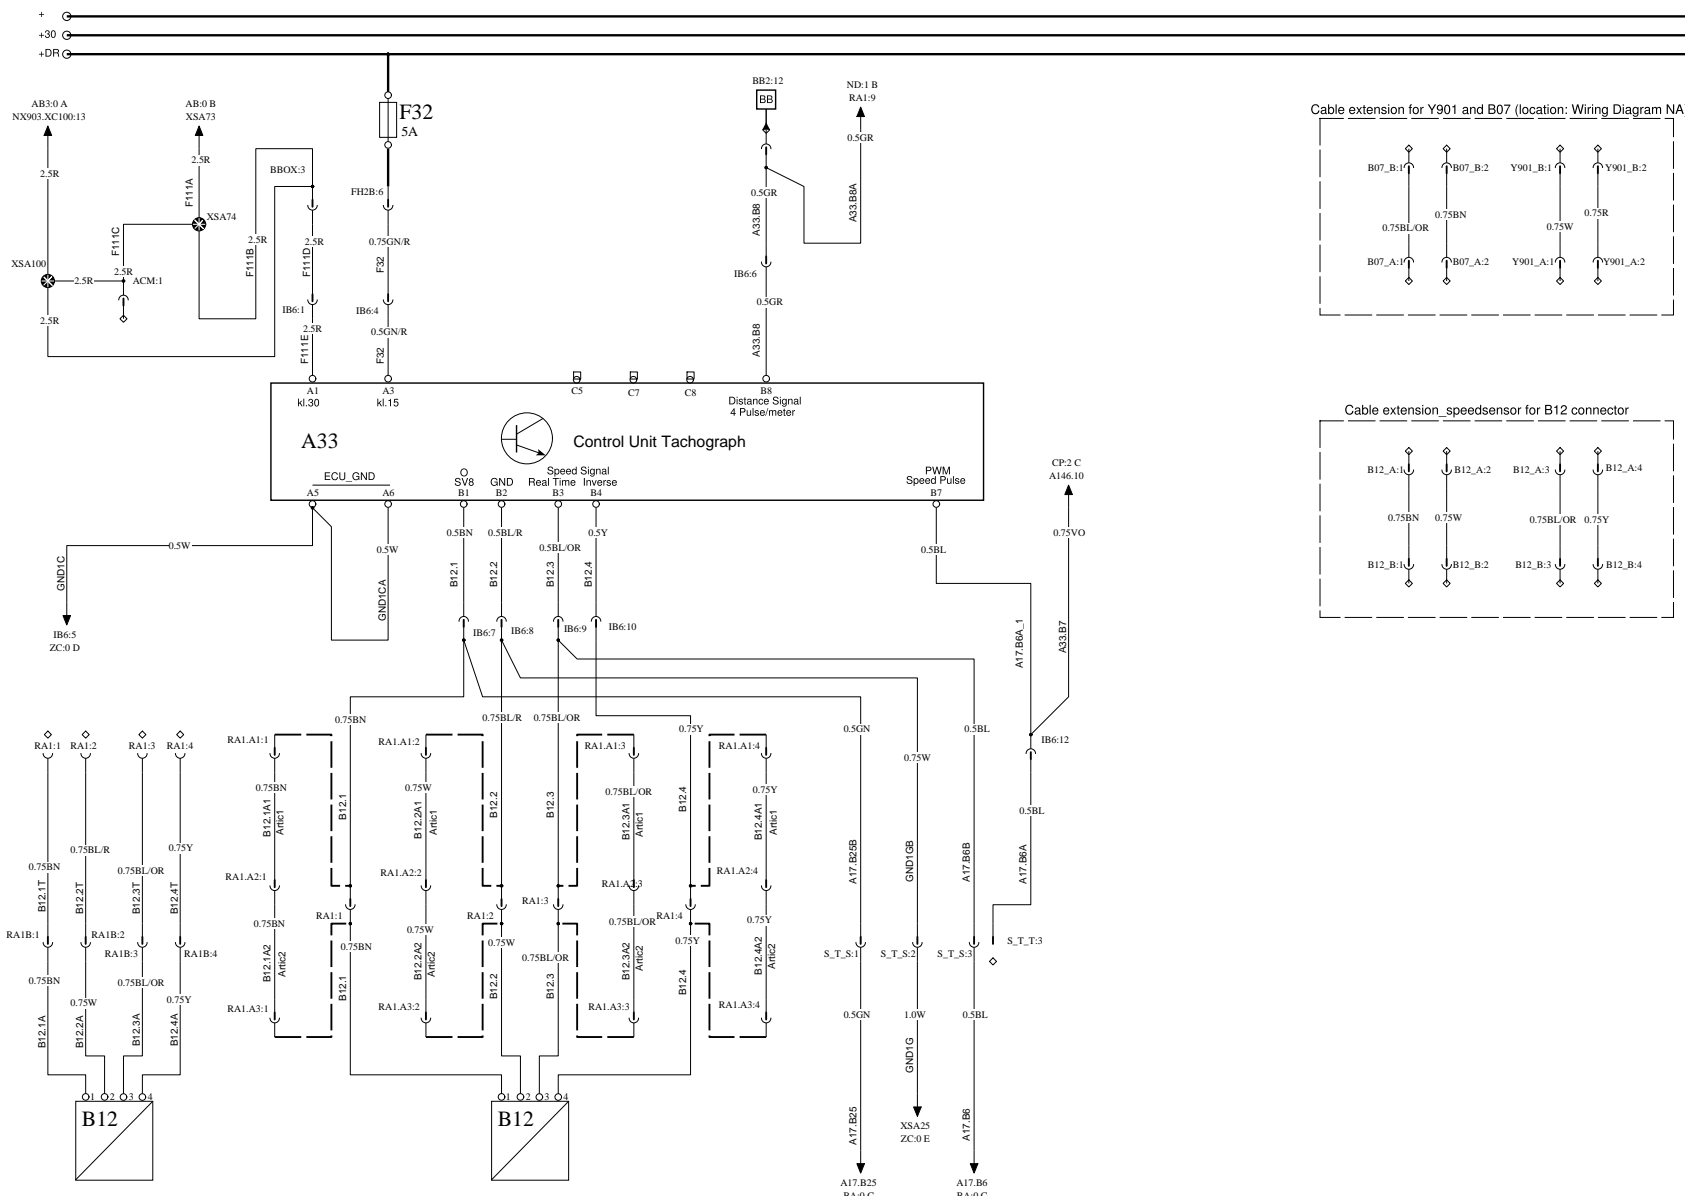 +
+30
+DR
AB3:0 A
NX903.XC100:13
AB:0 B
XSA73
F32
5A
BB2:12
BB
ND:1 B
RA1:9
Cable extension for Y901 and B07 (location: Wiring Diagram NA
2.5R
2.5R
F111A
BBOX:3
FH2B:6
0.5GR
0.5GR
A33.B8
A33.B8A
B07_B:1
B07_B:2
Y901_B:1
Y901_B:2
0.75BL/OR
0.75BN
0.75W
0.75R
B07_A:1
B07_A:2
Y901_A:1
Y901_A:2
XSA74
F111C
2.5R
F111B
2.5R
F111D
0.75GN/R
F32
XSA100
2.5R
2.5R
ACM:1
IB6:6
2.5R
IB6:1
IB6:4
0.5GR
2.5R
F111E
0.5GN/R
F32
A33.B8
A1
kl.30
A3
kl.15
C5
C7
C8
B8
Distance Signal
4 Pulse/meter
A33
Control Unit Tachograph
ECU_GND
A5
A6
SV8
B1
GND
B2
Speed Signal
Real Time
Inverse
B3
B4
PWM
Speed Pulse
B7
CP:2 C
A146.10
Cable extension_speedsensor for B12 connector
B12_A:1
B12_A:2
B12_A:3
B12_A:4
0.75BN
0.75W
0.75BL/OR
0.75Y
B12_B:1
B12_B:2
B12_B:3
B12_B:4
0.5W
GND1C
0.5W
GND1CA
0.5BN
B12.1
0.5BL/R
B12.2
0.5BL/OR
B12.3
0.5Y
B12.4
0.5BL
0.75VO
IB6:5
ZC:0 D
IB6:7
IB6:8
IB6:9
IB6:10
A17.B6A_1
A33.B7
RA1:1
RA1:2
RA1:3
RA1:4
RA1.A1:1
0.75BN
RA1.A1:2
0.75BL/R
0.75BL/OR
RA1.A1:3
0.75Y
RA1.A1:4
0.5GN
0.75W
0.5BL
IB6:12
0.75BN
B12.1A1
Artic1
B12.1
0.75W
B12.2A1
Artic1
B12.2
B12.3
0.75BL/OR
B12.3A1
Artic1
B12.4
0.75Y
B12.4A1
Artic1
0.5BL
0.75BN
B12.1T
0.75BL/R
B12.2T
0.75BL/OR
B12.3T
0.75Y
B12.4T
A17.B25B
GND1GB
A17.B6B
A17.B6A
RA1.A2:1
RA1.A2:2
RA1.A2:3
RA1.A2:4
RA1:1
RA1:2
RA1:3
RA1:4
RA1B:1
RA1B:2
RA1B:3
RA1B:4
0.75BN
B12.1A2
Artic2
0.75BN
B12.1
0.75W
B12.2A2
Artic2
0.75W
B12.2
0.75BL/OR
B12.3
0.75BL/OR
B12.3A2
Artic2
0.75Y
B12.4
0.75Y
B12.4A2
Artic2
S_T_S:1
S_T_S:2
S_T_S:3
S_T_T:3
0.75BN
B12.1A
0.75W
B12.2A
0.75BL/OR
B12.3A
0.75Y
B12.4A
RA1.A3:1
RA1.A3:2
RA1.A3:3
RA1.A3:4
0.5GN
1.0W
GND1G
0.5BL
1
2
3
4
B12
1
2
3
4
B12
A17.B25
XSA25
ZC:0 E
A17.B6
A17.B25
BA:0 C
A17.B6
BA:0 C